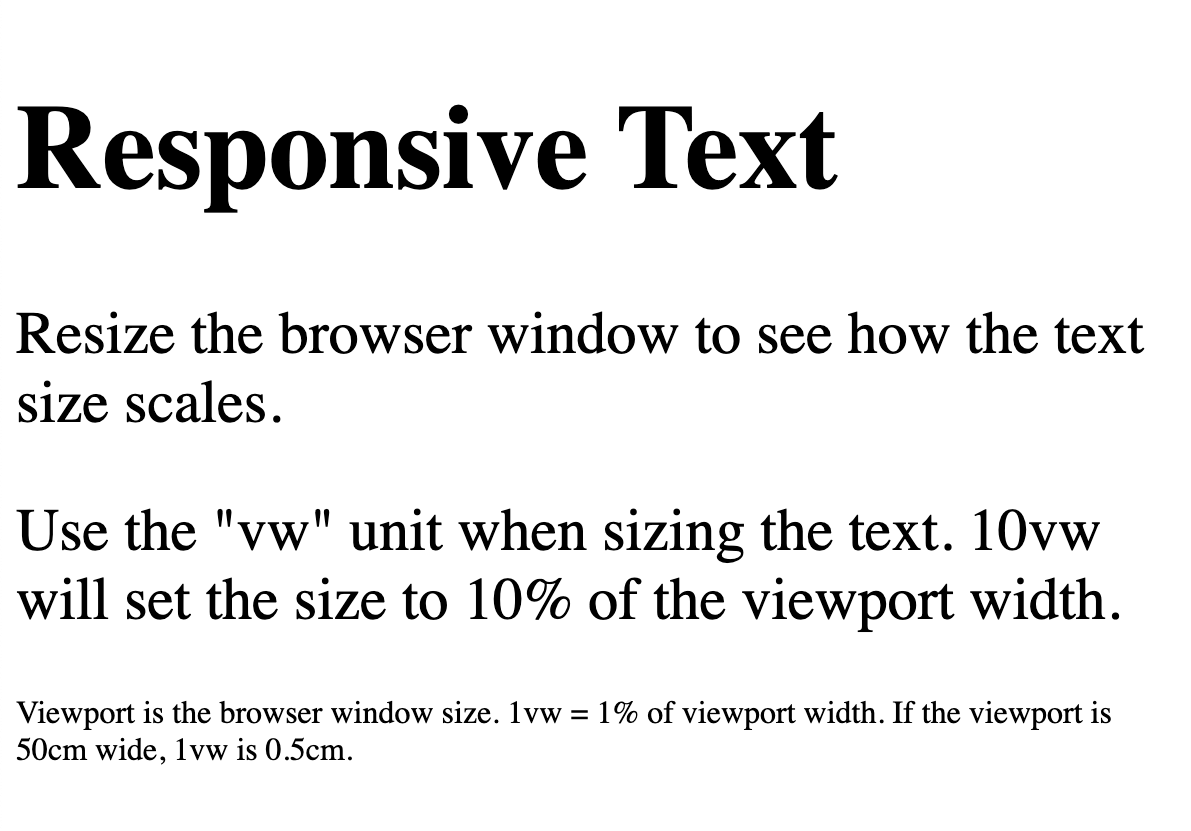 Responsive Text
Resize the browser window to see how the text
size scales.
Use the "vw" unit when sizing the text. 10vw
will set the size to 10% of the viewport width.
Viewport is the browser window size. 1vw = 1% of viewport width. If the viewport is
50cm wide, 1vw is 0.5cm.